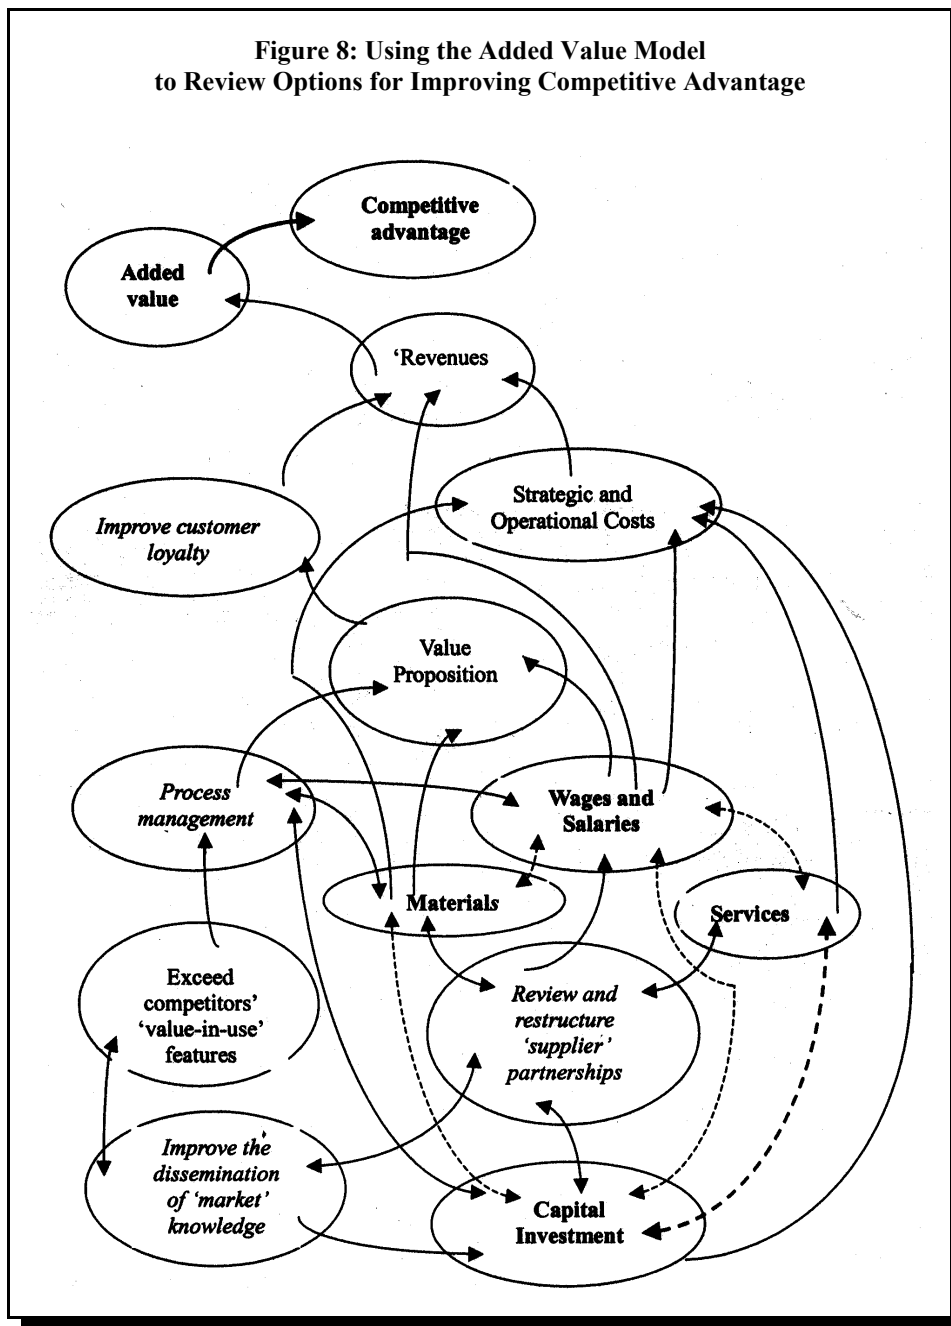 Figure 8: Using the Added Value Model
to Review Options for Improving Competitive Advantage
Competitive
advantage
Added
value
‘Revenues
Strategic and
Operational Costs
Improve customer
loyalty
Value
Proposition
Process
management
Wages and
Salaries
Materials
Services
Exceed
competitors’
‘value-in-use’
features
Review and
restructure
‘supplier’
partnerships
Improve the
dissemination
of ‘market’
knowledge
Capital
Investment